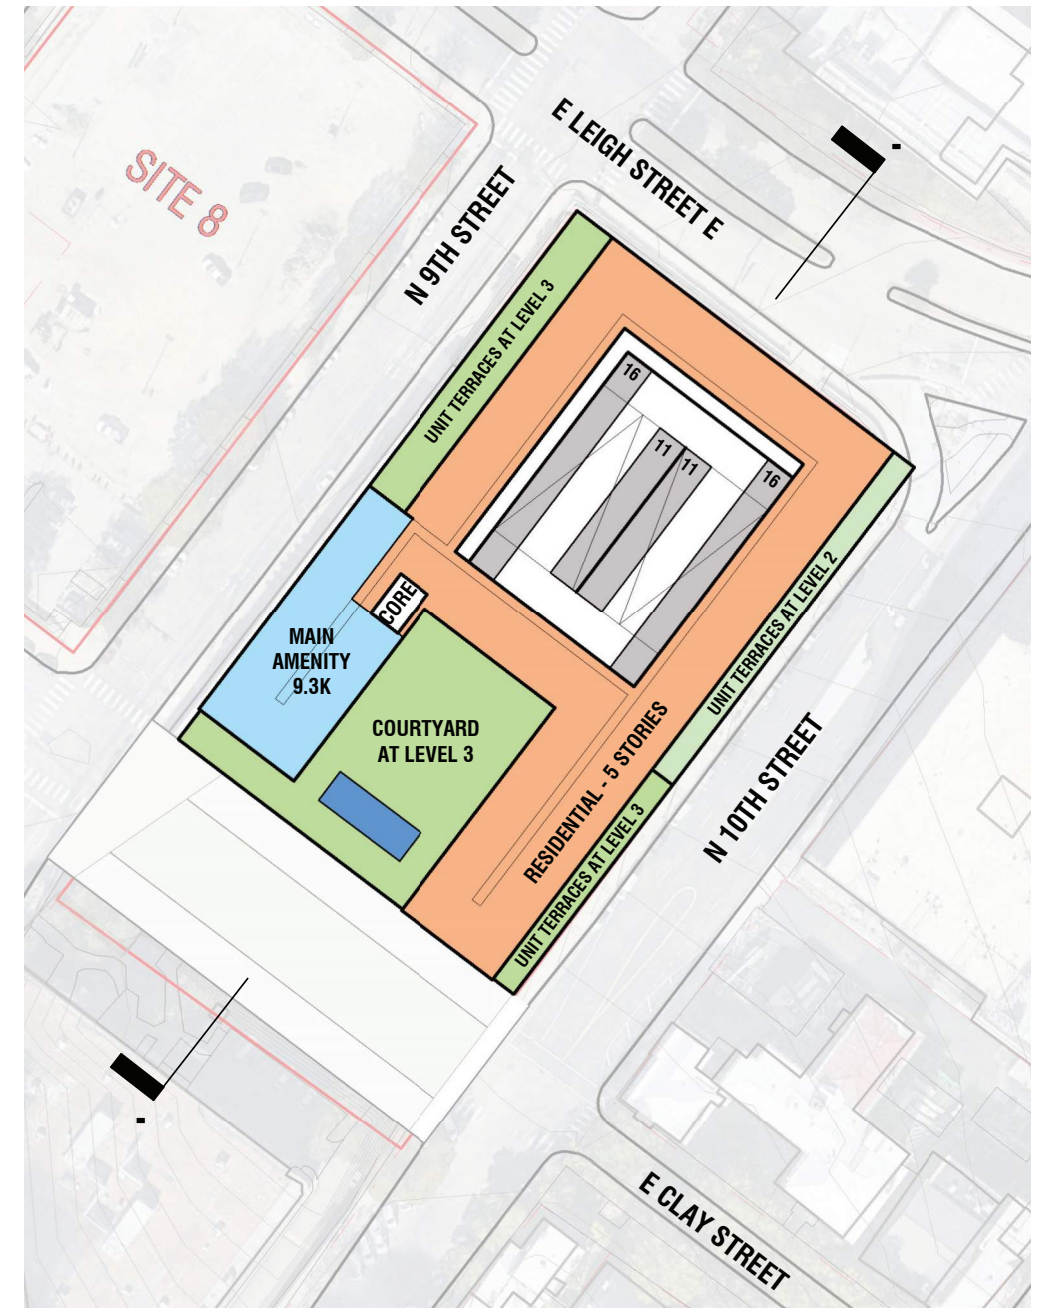 E LEIGH STREET E
-
SITE 8
N 9TH STREET
UNIT TERRACES AT LEVEL 3
16
11
11
16
CORE
MAIN
AMENITY
9.3K
COURTYARD
AT LEVEL 3
UNIT TERRACES AT LEVEL 2
RESIDENTIAL - 5 STORIES
N 10TH STREET
UNIT TERRACES AT LEVEL 3
-
E CLAY STREET